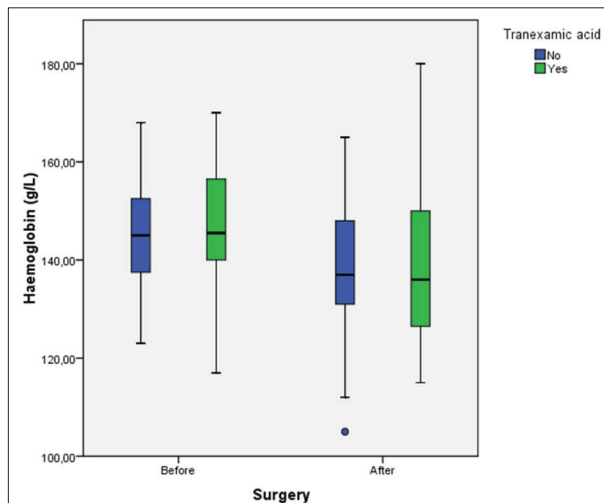 Tranexamic acid
No
Yes
Haemoglobin (g/L)
180,00
160,00
140,00
120,00
100,00
Before
After
Surgery